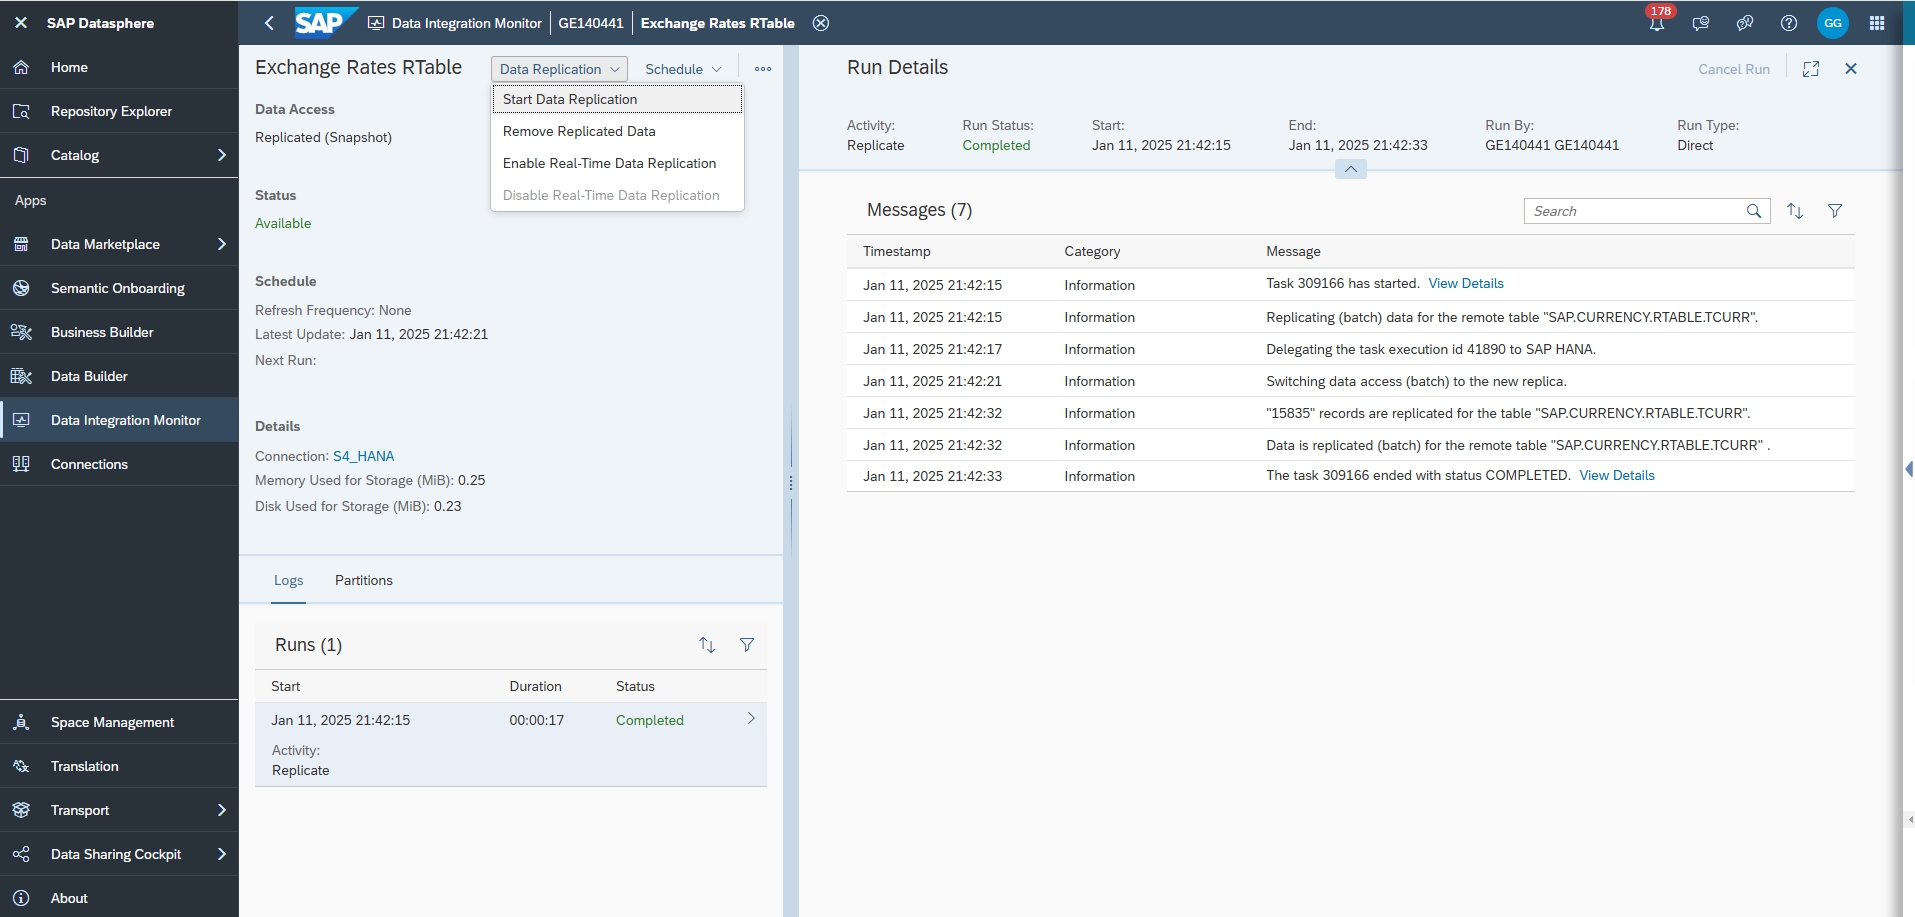 SAP Datasphere
SAP Data Integration Monitor GE140441 Exchange Rates RTable
178
GG
Home
Repository Explorer
Catalog
Apps
Data Marketplace
Semantic Onboarding
Business Builder
Data Builder
Data Integration Monitor
Connections
Space Management
Translation
Transport
Data Sharing Cockpit
About
Exchange Rates RTable
Data Replication Schedule
Start Data Replication
Remove Replicated Data
Enable Real-Time Data Replication
Disable Real-Time Data Replication
Data Access
Replicated (Snapshot)
Status
Available
Schedule
Refresh Frequency: None
Latest Update: Jan 11, 2025 21:42:21
Next Run:
Details
Connection: S4_HANA
Memory Used for Storage (MiB): 0.25
Disk Used for Storage (MiB): 0.23
Logs Partitions
Runs (1)
Start Duration Status
Jan 11, 2025 21:42:15 00:00:17 Completed
Activity:
Replicate
Run Details
Cancel Run
Activity: Run Status: Start: End: Run By: Run Type:
Replicate Completed Jan 11, 2025 21:42:15 Jan 11, 2025 21:42:33 GE140441 GE140441 Direct
Messages (7)
Search
Timestamp Category Message
Jan 11, 2025 21:42:15 Information Task 309166 has started. View Details
Jan 11, 2025 21:42:15 Information Replicating (batch) data for the remote table "SAP.CURRENCY.RTABLE.TCURR".
Jan 11, 2025 21:42:17 Information Delegating the task execution id 41890 to SAP HANA.
Jan 11, 2025 21:42:21 Information Switching data access (batch) to the new replica.
Jan 11, 2025 21:42:32 Information "15835" records are replicated for the table "SAP.CURRENCY.RTABLE.TCURR".
Jan 11, 2025 21:42:32 Information Data is replicated (batch) for the remote table "SAP.CURRENCY.RTABLE.TCURR" .
Jan 11, 2025 21:42:33 Information The task 309166 ended with status COMPLETED. View Details